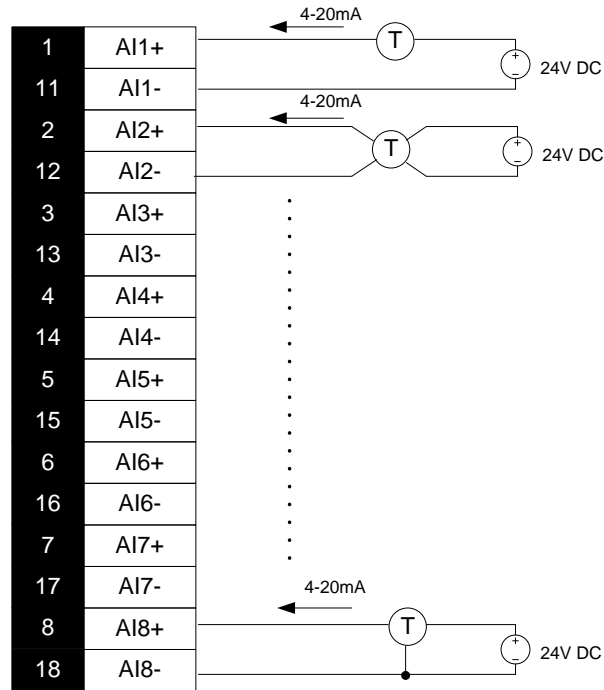 4-20mA
1 AI1+ T
+
−
24V DC
11 AI1-
4-20mA
2 AI2+
T
+
−
24V DC
12 AI2-
3 AI3+
13 AI3-
4 AI4+
14 AI4-
5 AI5+
15 AI5-
6 AI6+
16 AI6-
7 AI7+
17 AI7-
4-20mA
8 AI8+ T
+
−
24V DC
18 AI8-